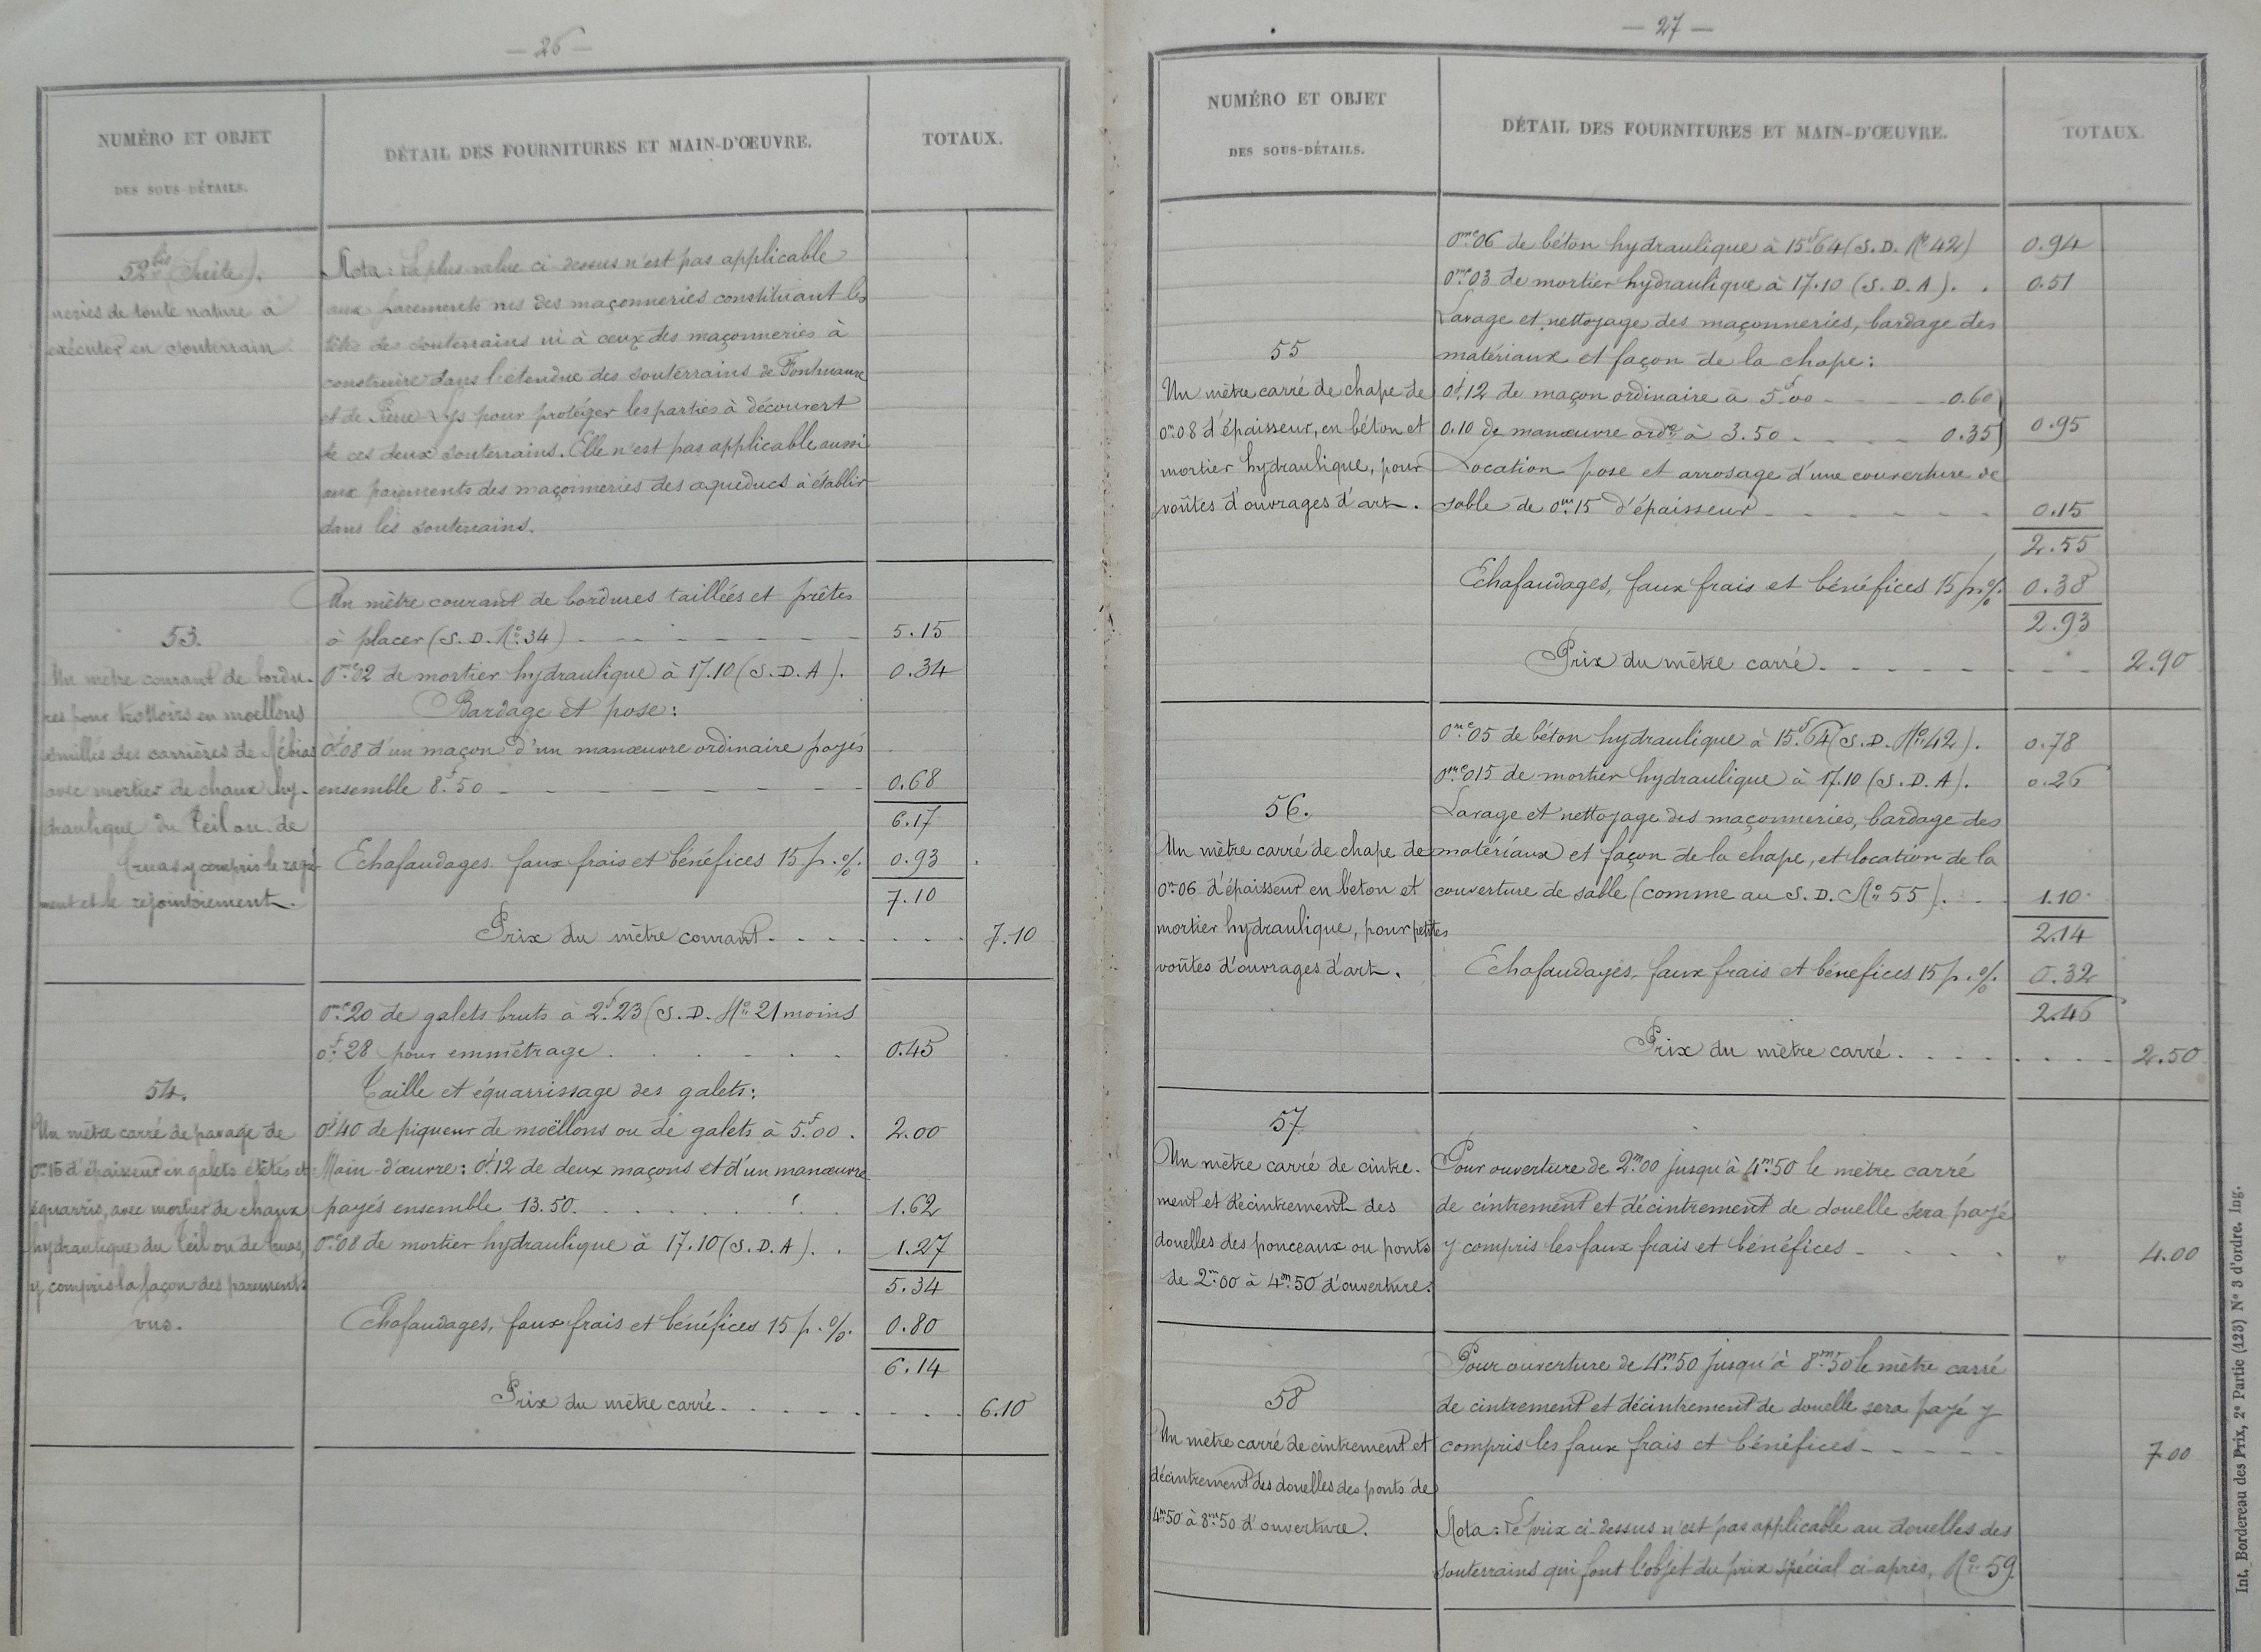 — 26 —
NUMÉRO ET OBJET
DES SOUS-DÉTAILS.
DÉTAIL DES FOURNITURES ET MAIN-D'ŒUVRE.
TOTAUX.
52bis (Suite).
neries de toute nature à
exécuter en souterrain.
Nota : La plus-value ci-dessus n'est pas applicable
aux parements vus des maçonneries constituant les
têtes des souterrains ni à ceux des maçonneries à
construire dans l'étendue des souterrains de
et de pour protéger les parties à découvert
de ces deux souterrains. Elle n'est pas applicable aussi
aux parements des maçonneries des aqueducs à établir
dans les souterrains.
53.
Un mètre courant de bordu-
res pour trottoirs en moellons
smillés des carrières de Nébias
avec mortier de chaux hy-
draulique du Teil ou de
Cruas y compris le ragré-
ment et le rejointoiement.
Un mètre courant de bordures taillées et prêtes
à placer (S. D. No. 34) 5.15
0mc.02 de mortier hydraulique à 17.10 (S. D. A). 0.34
Bardage et pose :
0j.08 d'un maçon d'un manœuvre ordinaire payés
ensemble 8f.50 0.68
6.17
Echafaudages. faux frais et bénéfices 15 p. % 0.93
7.10
Prix du mètre courant 7.10
54.
Un mètre carré de pavage de
0m.15 d'épaisseur en galets étêtés et
équarris, avec mortier de chaux
hydraulique du Teil ou de Cruas,
y compris la façon des parements
vus.
0mc.20 de galets bruts à 2f.23 (S. D. No. 21 moins
0f.28 pour emmétrage 0.45
Taille et équarrissage des galets :
0j.40 de piqueur de moëllons ou de galets à 5f.00. 2.00
Main-d'œuvre : 0j.12 de deux maçons et d'un manœuvre
payés ensemble 13.50. 1.62
0mc.08 de mortier hydraulique à 17.10 (S. D. A). 1.27
5.34
Echafaudages, faux frais et bénéfices 15 p. %. 0.80
6.14
Prix du mètre carré 6.10
— 27 —
NUMÉRO ET OBJET
DES SOUS-DÉTAILS.
DÉTAIL DES FOURNITURES ET MAIN-D'ŒUVRE.
TOTAUX.
55
Un mètre carré de chape de
0m.08 d'épaisseur, en béton et
mortier hydraulique, pour
voûtes d'ouvrages d'art.
0mc.06 de béton hydraulique à 15f.64 (S. D. No 42) 0.94
0mc.03 de mortier hydraulique à 17.10 (S. D. A). 0.51
Lavage et nettoyage des maçonneries, bardage des
matériaux et façon de la chape :
0j.12 de maçon ordinaire à 5f.00 0.60
0.10 de manœuvre ordre à 3.50 0.35 0.95
Location pose et arrosage d'une couverture de
sable de 0m.15 d'épaisseur 0.15
2.55
Echafaudages, faux frais et bénéfices 15 p. %. 0.38
2.93
Prix du mètre carré 2.90
56.
Un mètre carré de chape de
0m.06 d'épaisseur en béton et
mortier hydraulique, pour petites
voûtes d'ouvrages d'art.
0mc.05 de béton hydraulique à 15f.64 (S. D. No. 42). 0.78
0mc.015 de mortier hydraulique à 17.10 (S. D. A). 0.26
Lavage et nettoyage des maçonneries, bardage des
matériaux et façon de la chape, et location de la
couverture de sable (comme au S. D. No. 55). 1.10
2.14
Echafaudages, faux frais et bénéfices 15 p. %. 0.32
2.46
Prix du mètre carré 2.50
57
Un mètre carré de cintre-
ment et décintrement des
douelles des ponceaux ou ponts
de 2m.00 à 4m.50 d'ouverture.
Pour ouverture de 2m.00 jusqu'à 4m.50 le mètre carré
de cintrement et décintrement de douelle sera payé
y compris les faux frais et bénéfices " 4.00
58
Un mètre carré de cintrement et
décintrement des douelles des ponts de
4m.50 à 8m.50 d'ouverture.
Pour ouverture de 4m.50 jusqu'à 8m.50 le mètre carré
de cintrement et décintrement de douelle sera payé y
compris les faux frais et bénéfices 7.00
Nota : Le prix ci-dessus n'est pas applicable au douelles des
souterrains qui font l'objet du prix spécial ci-après, No. 59.
Int. Bordereau des Prix, 2e Partie (123) No 3 d'ordre. Ing.